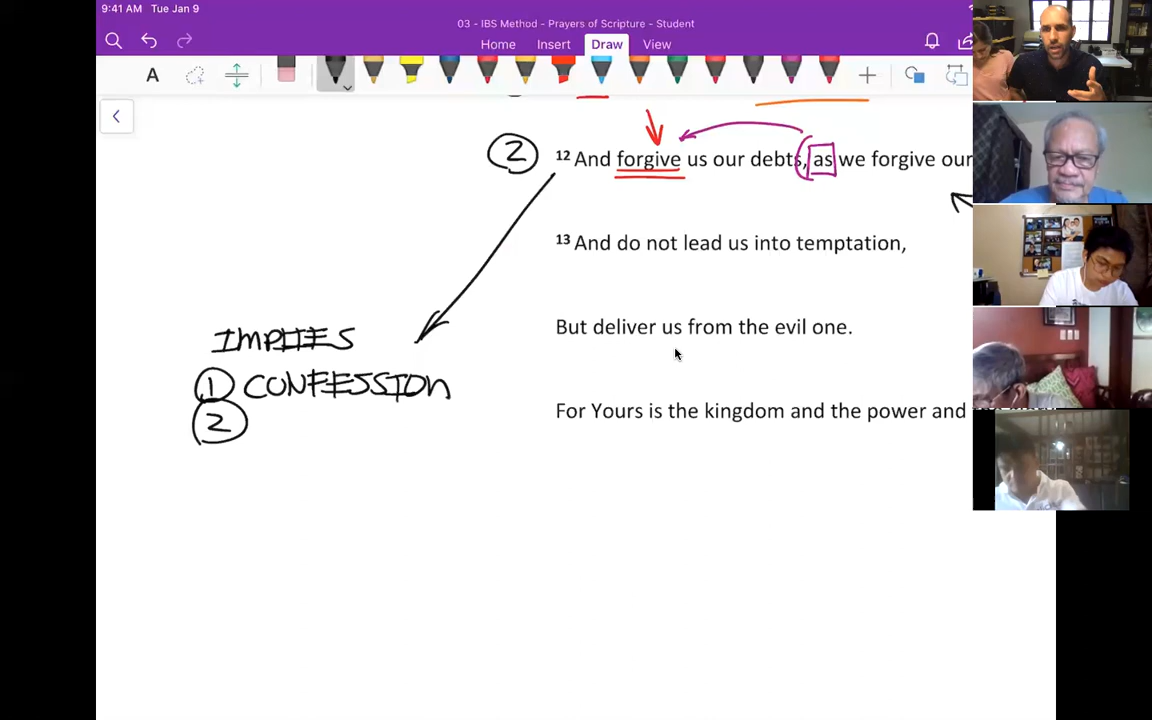 9:41 AM Tue Jan 9
03 - IBS Method - Prayers of Scripture - Student
Home Insert Draw View
A
2 12 And forgive us our debts, as we forgive our
13 And do not lead us into temptation,
But deliver us from the evil one.
IMPLIES
1 CONFESSION
2
For Yours is the kingdom and the power and